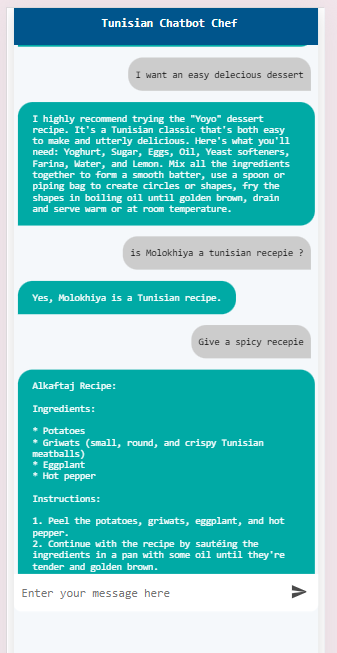 Tunisian Chatbot Chef
I want an easy delecious dessert
I highly recommend trying the "Yoyo" dessert
recipe. It's a Tunisian classic that's both easy
to make and utterly delicious. Here's what you'll
need: Yoghurt, Sugar, Eggs, Oil, Yeast softeners,
Farina, Water, and Lemon. Mix all the ingredients
together to form a smooth batter, use a spoon or
piping bag to create circles or shapes, fry the
shapes in boiling oil until golden brown, drain
and serve warm or at room temperature.
is Molokhiya a tunisian recepie ?
Yes, Molokhiya is a Tunisian recipe.
Give a spicy recepie
Alkaftaj Recipe:
Ingredients:
* Potatoes
* Griwats (small, round, and crispy Tunisian
meatballs)
* Eggplant
* Hot pepper
Instructions:
1. Peel the potatoes, griwats, eggplant, and hot
pepper.
2. Continue with the recipe by sautéing the
ingredients in a pan with some oil until they're
tender and golden brown.
Enter your message here